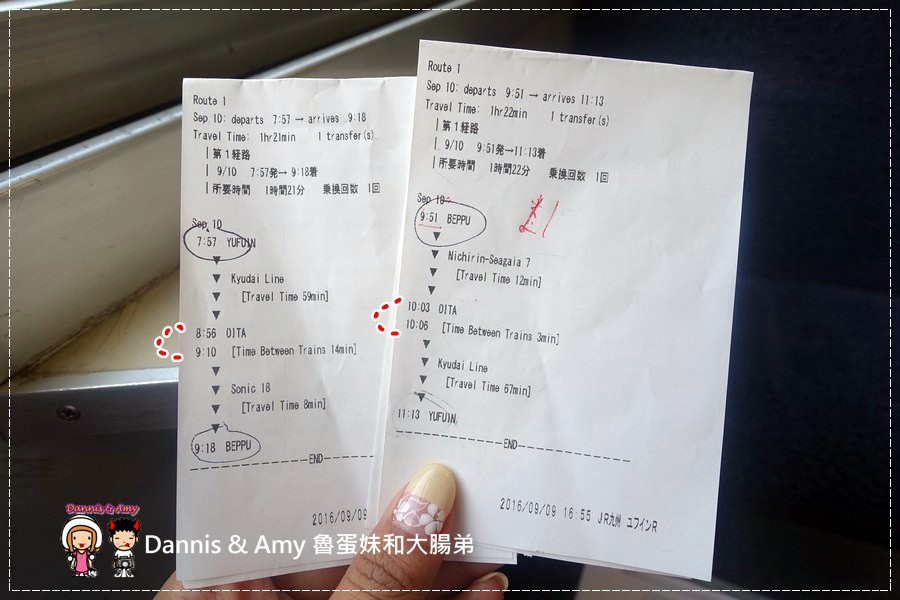 Route 1
Sep 10: departs 7:57 → arrives 9:18
Travel Time: 1hr21min 1 transfer(s)
第1経路
9/10 7:57発→ 9:18着
所要時間 1時間21分 乗換回数 1回
Sep 10
7:57 YUFUIN
▼
▼ Kyudai Line
▼ [Travel Time 59min]
▼
8:56 OITA
9:10 [Time Between Trains 14min]
▼
▼ Sonic 18
▼ [Travel Time 8min]
▼
9:18 BEPPU
-----END-----
2016/09/09
Route 1
Sep 10: departs 9:51 → arrives 11:13
Travel Time: 1hr22min 1 transfer(s)
第1経路
9/10 9:51発→11:13着
所要時間 1時間22分 乗換回数 1回
Sep 10
9:51 BEPPU
▼
▼ Nichirin-Seagaia 7
▼ [Travel Time 12min]
▼
10:03 OITA
10:06 [Time Between Trains 3min]
▼
▼ Kyudai Line
▼ [Travel Time 67min]
▼
11:13 YUFUIN
-----END-----
2016/09/09 16:55 JR九州 ユフインR
Dannis & Amy
Dannis & Amy 魯蛋妹和大腸弟